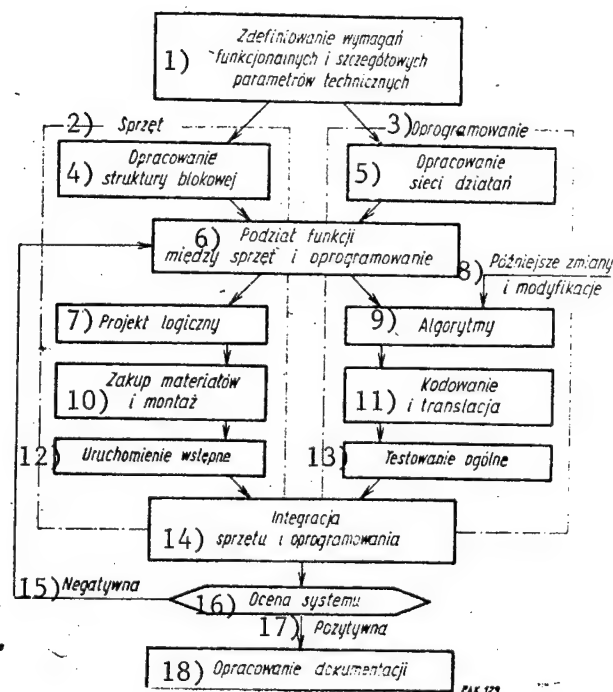 1) Zdefiniowanie wymagań
funkcjonalnych i szczegółowych
parametrów technicznych
2) Sprzęt
3) Oprogramowanie
4) Opracowanie
struktury blokowej
5) Opracowanie
sieci działań
6) Podział funkcji
między sprzęt i oprogramowanie
8) Późniejsze zmiany
i modyfikacje
7) Projekt logiczny
9) Algorytmy
10) Zakup materiałów
i montaż
11) Kodowanie
i translacja
12) Uruchomienie wstępne
13) Testowanie ogólne
14) Integracja
sprzętu i oprogramowania
15) Negatywna
16) Ocena systemu
17) Pozytywna
18) Opracowanie dokumentacji
PAK 129